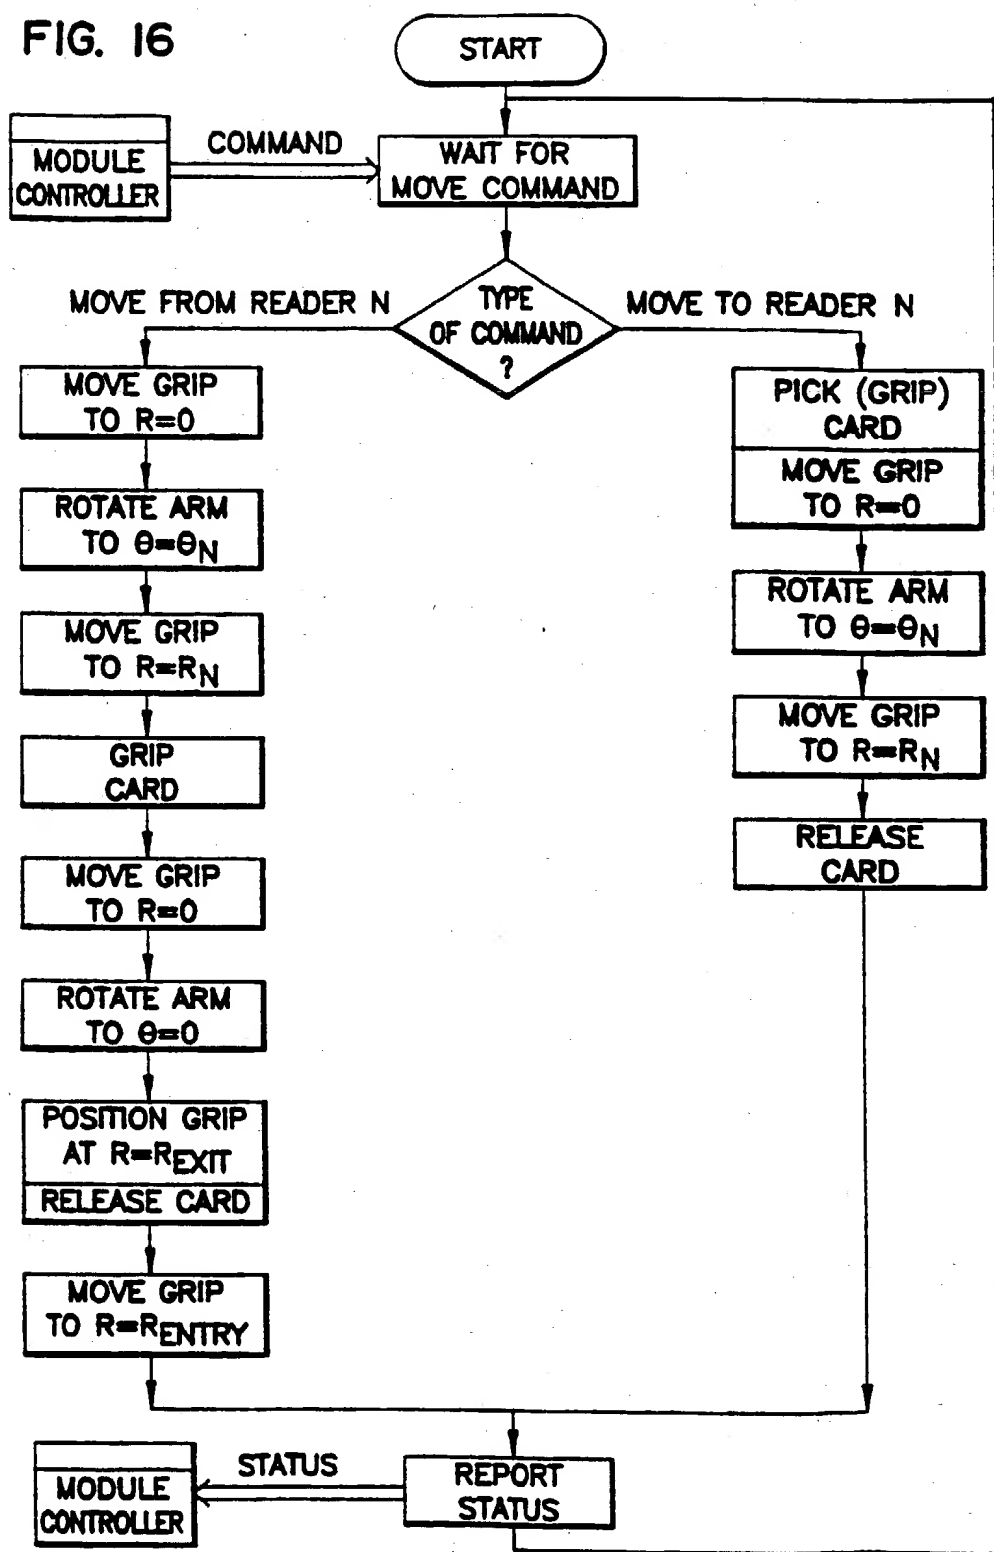 FIG. 16
START
COMMAND
MODULE
CONTROLLER
WAIT FOR
MOVE COMMAND
MOVE FROM READER N
TYPE
OF COMMAND
?
MOVE TO READER N
MOVE GRIP
TO R=0
ROTATE ARM
TO θ=θN
MOVE GRIP
TO R=RN
GRIP
CARD
MOVE GRIP
TO R=0
ROTATE ARM
TO θ=0
POSITION GRIP
AT R=REXIT
RELEASE CARD
MOVE GRIP
TO R=RENTRY
PICK (GRIP)
CARD
MOVE GRIP
TO R=0
ROTATE ARM
TO θ=θN
MOVE GRIP
TO R=RN
RELEASE
CARD
REPORT
STATUS
STATUS
MODULE
CONTROLLER